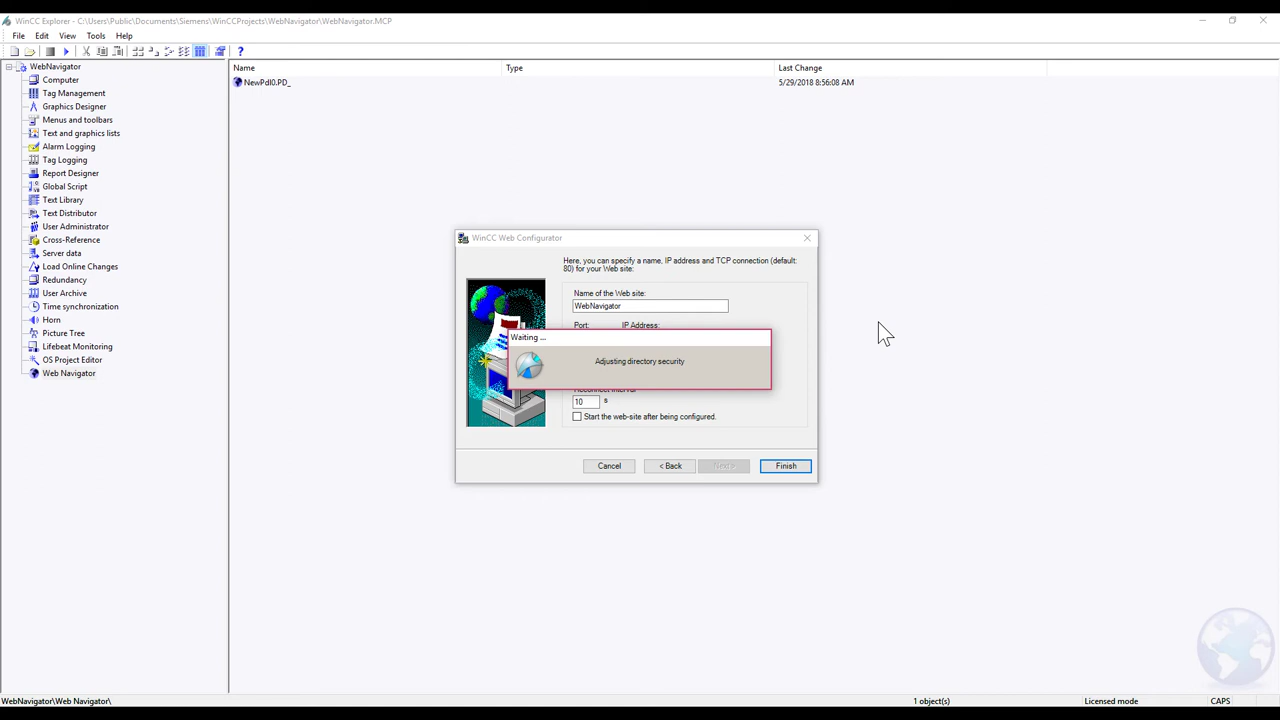 WinCC Explorer - C:\Users\Public\Documents\Siemens\WinCCProjects\WebNavigator\WebNavigator.MCP
File Edit View Tools Help
WebNavigator
Computer
Tag Management
Graphics Designer
Menus and toolbars
Text and graphics lists
Alarm Logging
Tag Logging
Report Designer
Global Script
Text Library
Text Distributor
User Administrator
Cross-Reference
Server data
Load Online Changes
Redundancy
User Archive
Time synchronization
Horn
Picture Tree
Lifebeat Monitoring
OS Project Editor
Web Navigator
Name Type Last Change
NewPdl0.PD_ 5/29/2018 8:56:08 AM
WinCC Web Configurator
Here, you can specify a name, IP address and TCP connection (default:
80) for your Web site:
Name of the Web site:
WebNavigator
Port: IP Address:
Waiting ...
Adjusting directory security
10 s
Start the web-site after being configured.
Cancel < Back Next > Finish
WebNavigator\Web Navigator\ 1 object(s) Licensed mode CAPS